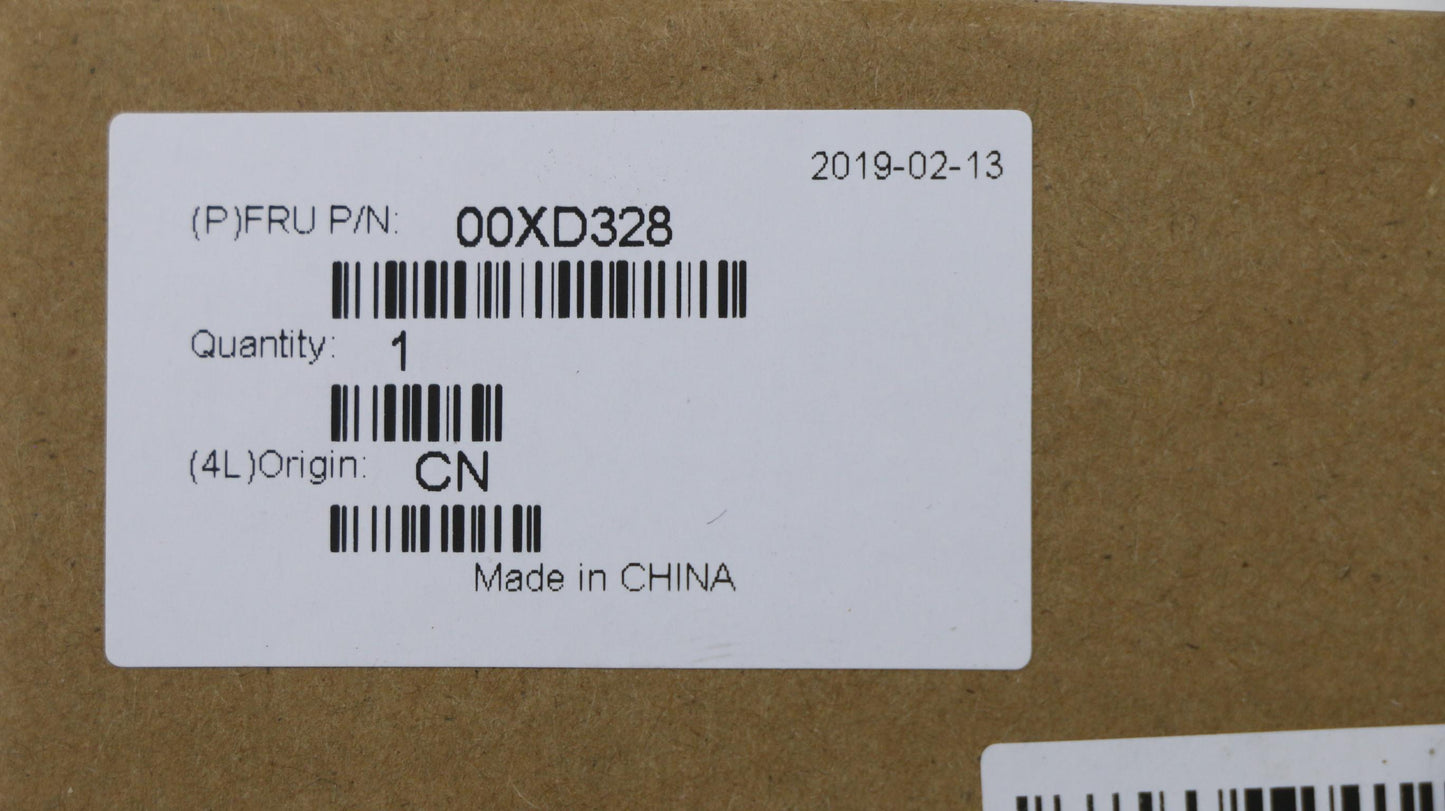 2019-02-13
(P)FRU P/N: 00XD328
Quantity: 1
(4L)Origin: CN
Made in CHINA